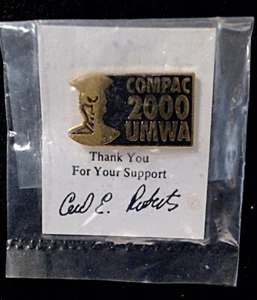 COMPAC
2000
UMWA
Thank You
For Your Support
Cecil E. Roberts